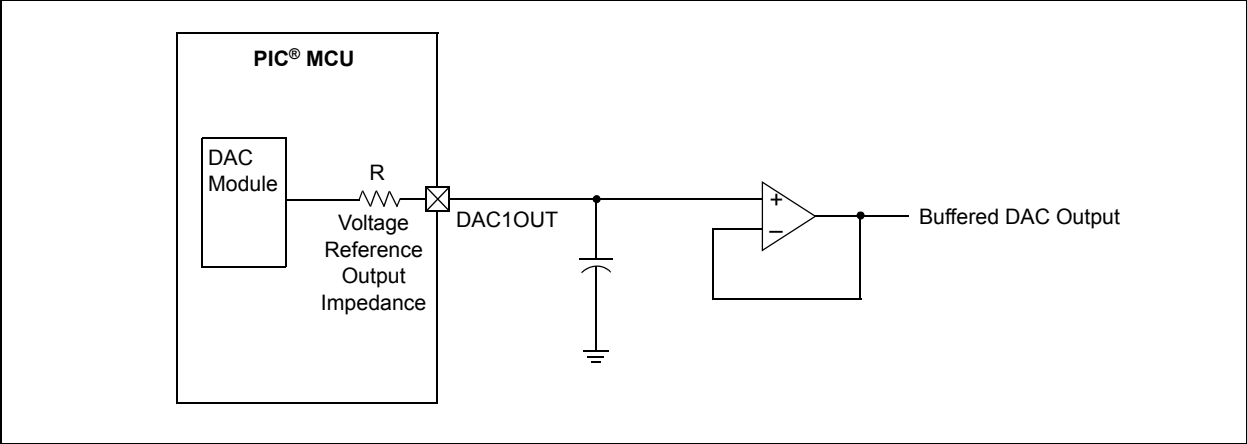 PIC® MCU
DAC
Module
R
Voltage
Reference
Output
Impedance
DAC1OUT
+
–
Buffered DAC Output